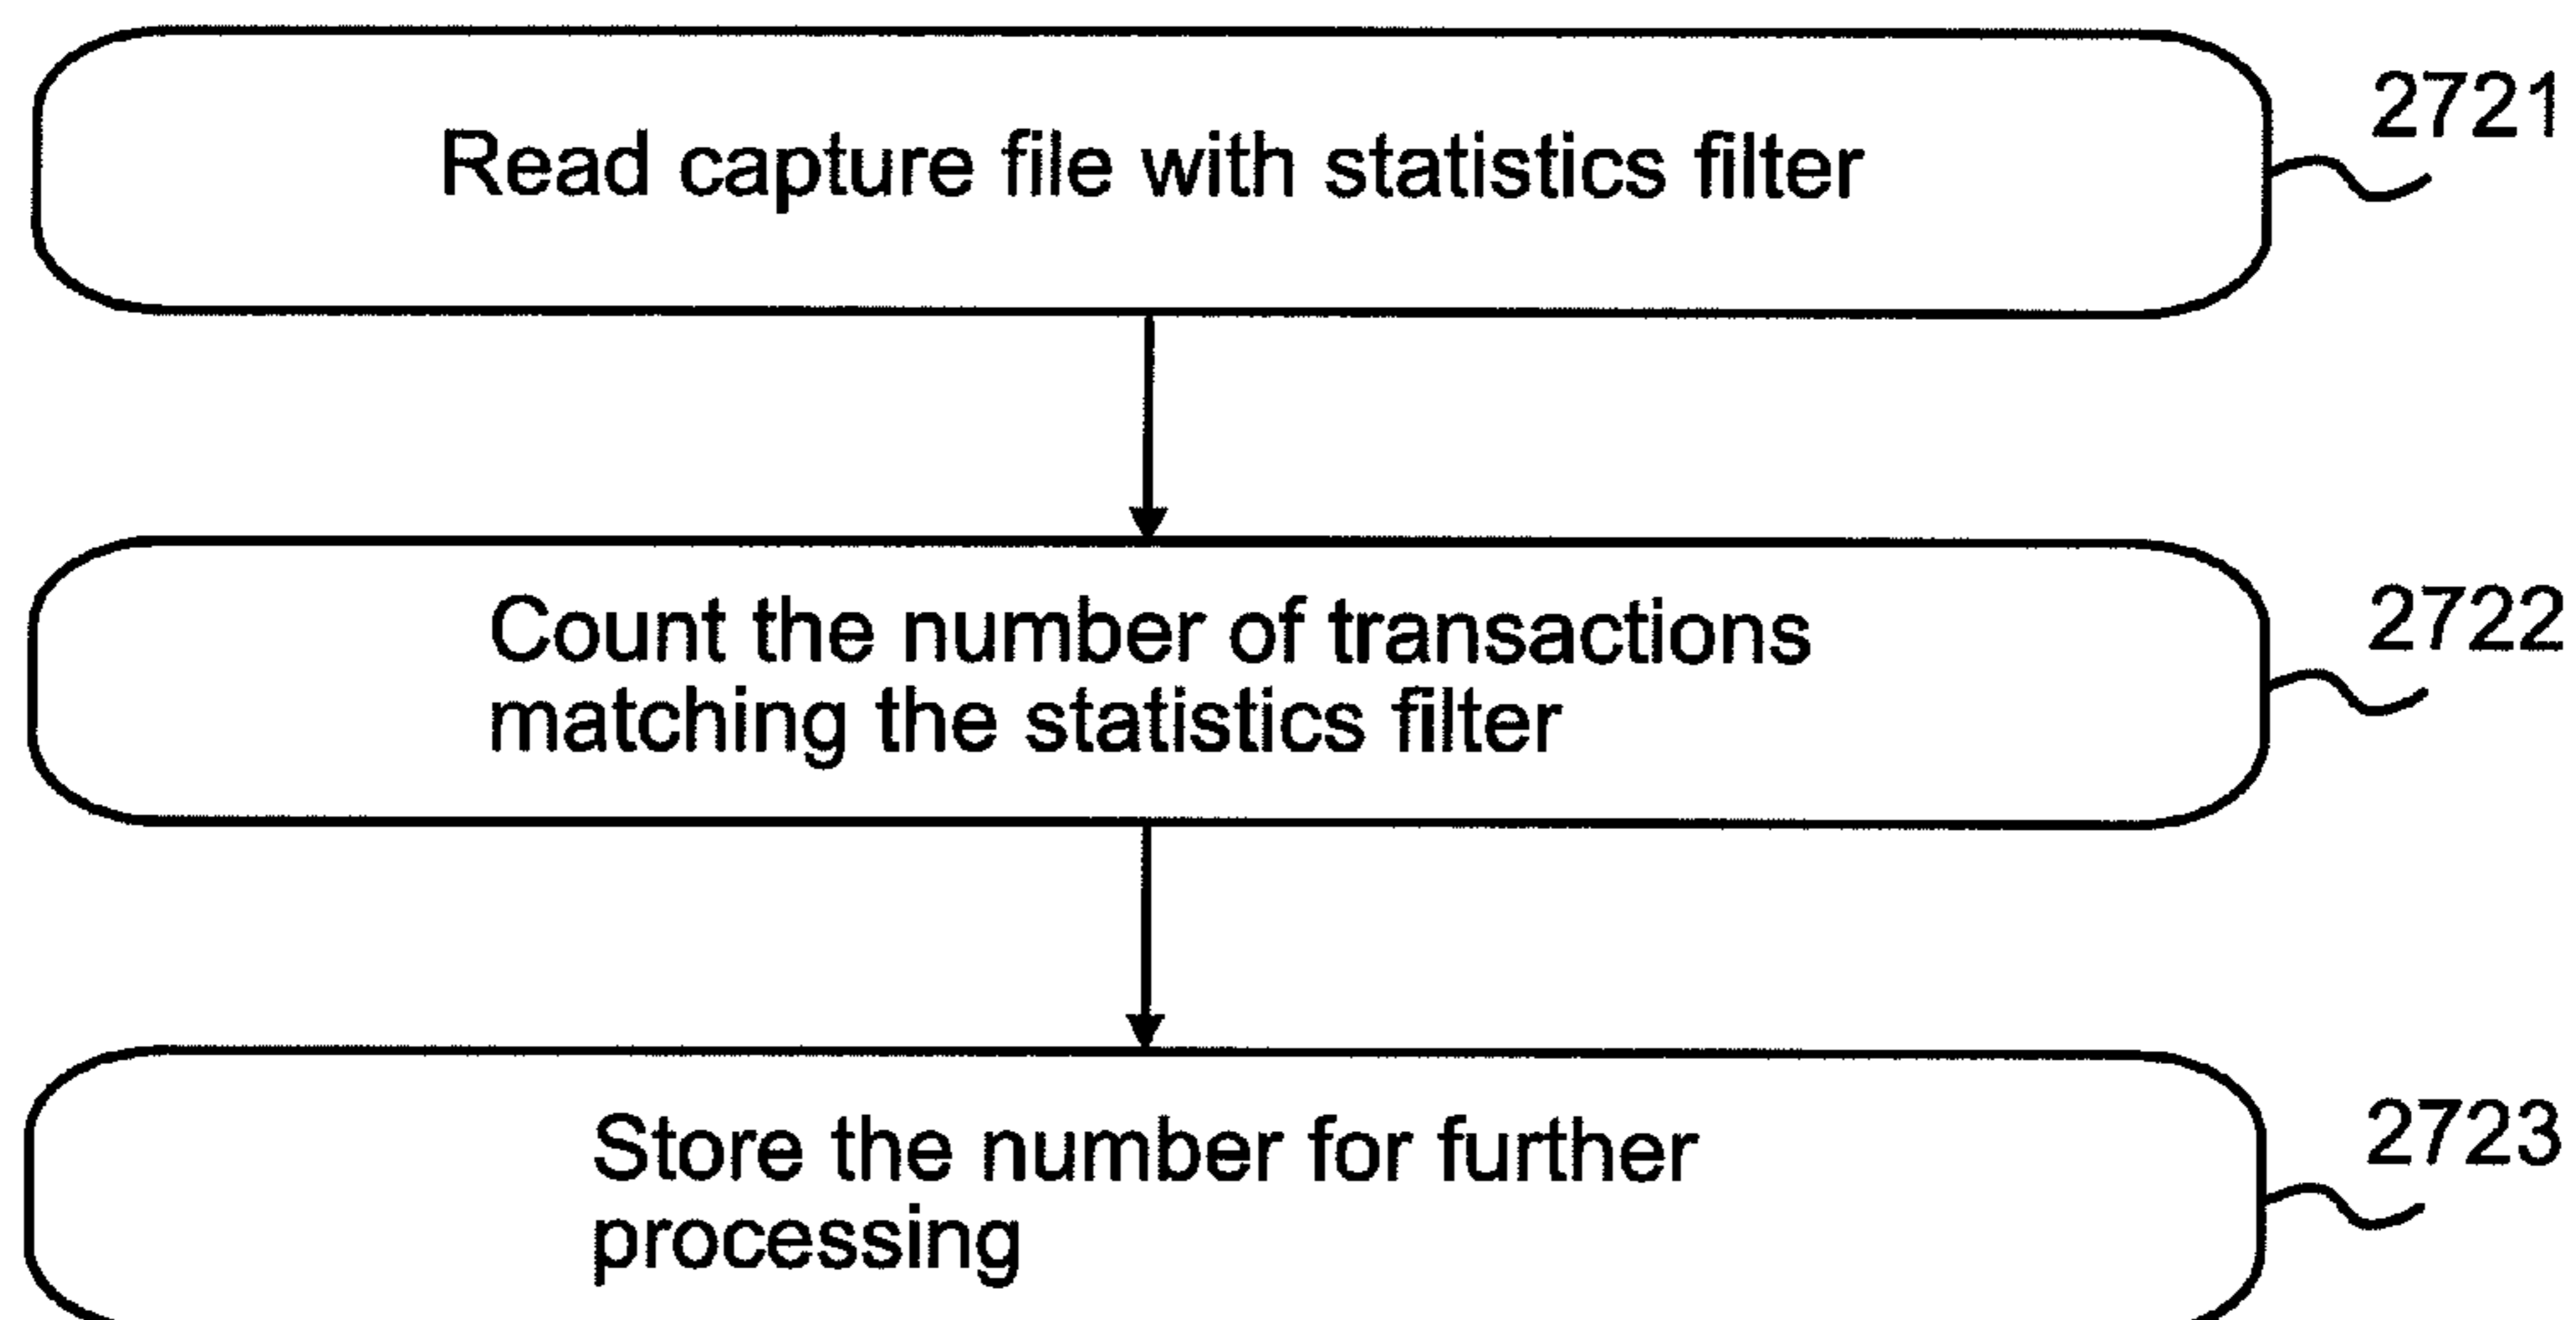 Read capture file with statistics filter
2721
Count the number of transactions
matching the statistics filter
2722
Store the number for further
processing
2723